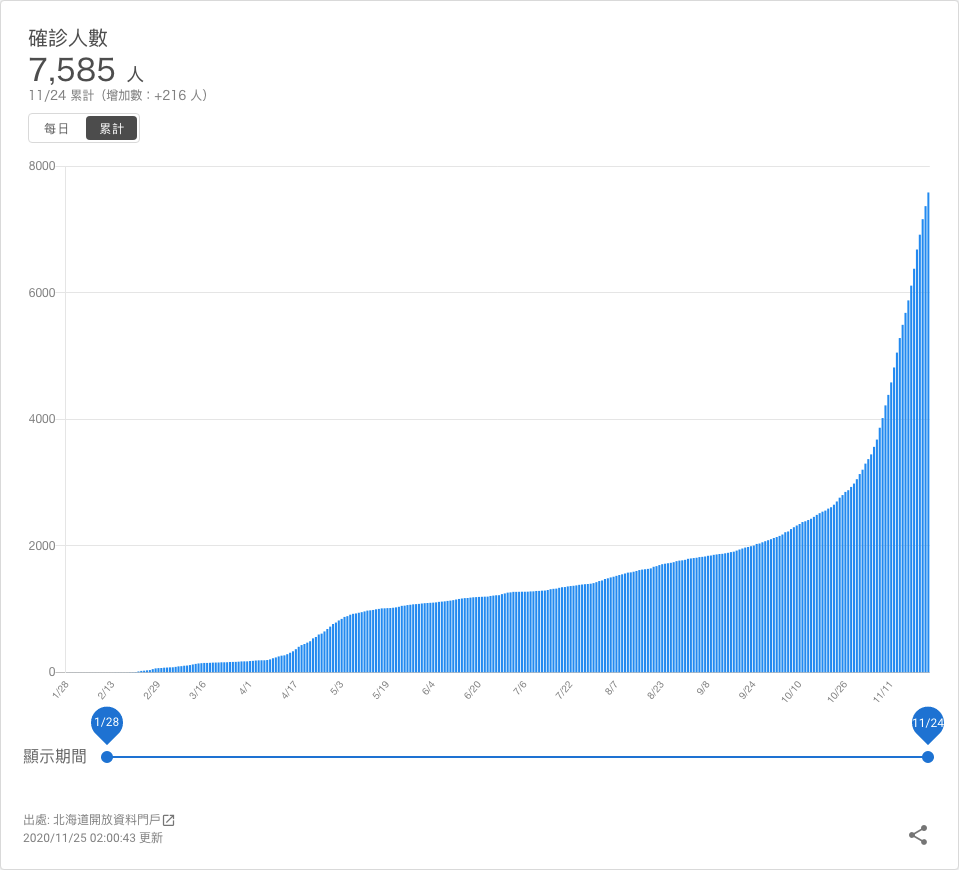 確診人數
7,585 人
11/24 累計（增加數：+216 人）
每日 累計
8000
6000
4000
2000
0
1/28 2/13 2/29 3/16 4/1 4/17 5/3 5/19 6/4 6/20 7/6 7/22 8/7 8/23 9/8 9/24 10/10 10/26 11/11
1/28 11/24
顯示期間
出處: 北海道開放資料門戶
2020/11/25 02:00:43 更新